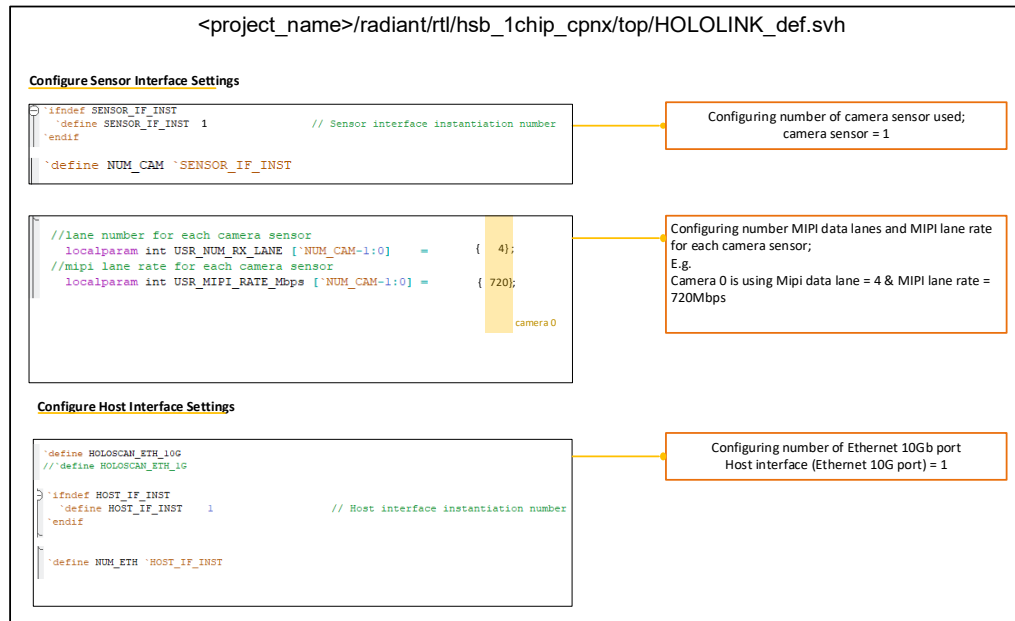 <project_name>/radiant/rtl/hsb_1chip_cpnx/top/HOLOLINK_def.svh
Configure Sensor Interface Settings
`ifndef SENSOR_IF_INST
`define SENSOR_IF_INST 1 // Sensor interface instantiation number
`endif
`define NUM_CAM `SENSOR_IF_INST
Configuring number of camera sensor used;
camera sensor = 1
//lane number for each camera sensor
localparam int USR_NUM_RX_LANE [`NUM_CAM-1:0] = { 4};
//mipi lane rate for each camera sensor
localparam int USR_MIPI_RATE_Mbps [`NUM_CAM-1:0] = { 720};
camera 0
Configuring number MIPI data lanes and MIPI lane rate
for each camera sensor;
E.g.
Camera 0 is using Mipi data lane = 4 & MIPI lane rate =
720Mbps
Configure Host Interface Settings
`define HOLOSCAN_ETH_10G
//`define HOLOSCAN_ETH_1G
`ifndef HOST_IF_INST
`define HOST_IF_INST 1 // Host interface instantiation number
`endif
`define NUM_ETH `HOST_IF_INST
Configuring number of Ethernet 10Gb port
Host interface (Ethernet 10G port) = 1